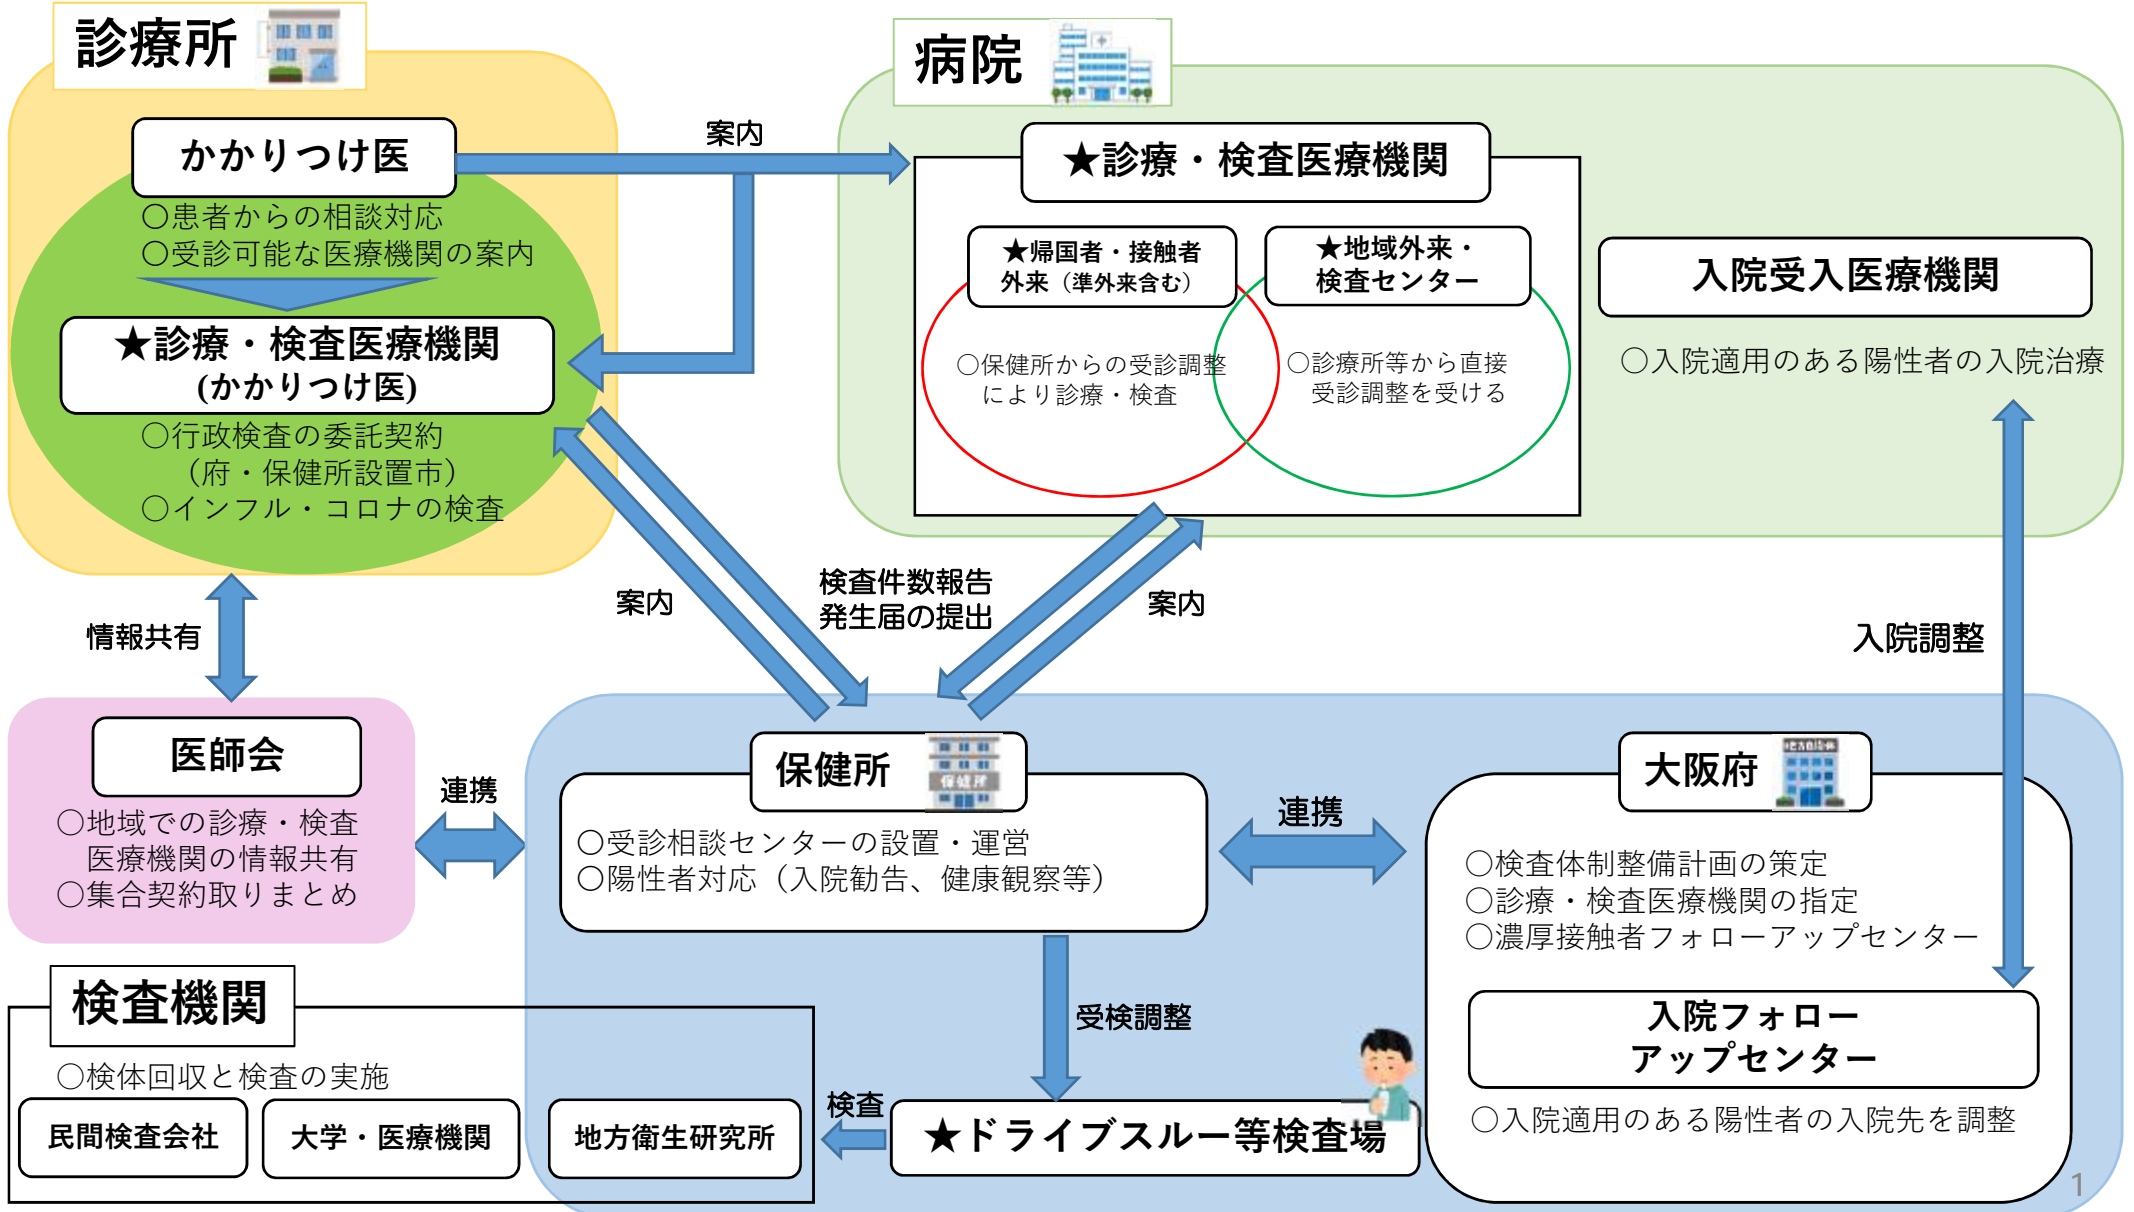 診療所
かかりつけ医
○患者からの相談対応
○受診可能な医療機関の案内
★診療・検査医療機関
(かかりつけ医)
○行政検査の委託契約
（府・保健所設置市）
○インフル・コロナの検査
案内
病院
★診療・検査医療機関
★帰国者・接触者
外来（準外来含む）
○保健所からの受診調整
により診療・検査
★地域外来・
検査センター
○診療所等から直接
受診調整を受ける
入院受入医療機関
○入院適用のある陽性者の入院治療
情報共有
案内
検査件数報告
発生届の提出
案内
入院調整
医師会
○地域での診療・検査
医療機関の情報共有
○集合契約取りまとめ
連携
保健所
保健所
○受診相談センターの設置・運営
○陽性者対応（入院勧告、健康観察等）
連携
大阪府
○検査体制整備計画の策定
○診療・検査医療機関の指定
○濃厚接触者フォローアップセンター
入院フォロー
アップセンター
○入院適用のある陽性者の入院先を調整
受検調整
★ドライブスルー等検査場
検査
検査機関
○検体回収と検査の実施
民間検査会社
大学・医療機関
地方衛生研究所
1